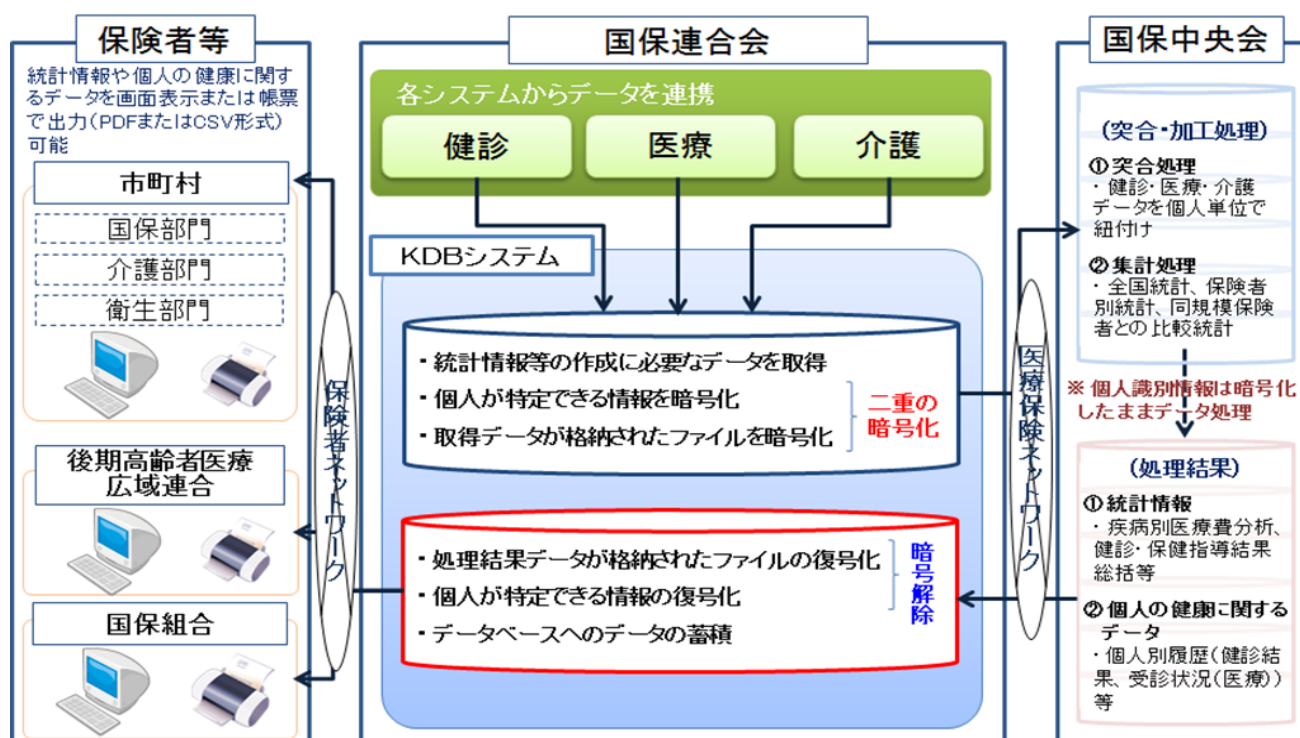 保険者等
統計情報や個人の健康に関す
るデータを画面表示または帳票
で出力(PDFまたはCSV形式)
可能
市町村
国保部門
介護部門
衛生部門
後期高齢者医療
広域連合
国保組合
保険者ネットワーク
国保連合会
各システムからデータを連携
健診
医療
介護
KDBシステム
・統計情報等の作成に必要なデータを取得
・個人が特定できる情報を暗号化
・取得データが格納されたファイルを暗号化
二重の
暗号化
・処理結果データが格納されたファイルの復号化
・個人が特定できる情報の復号化
・データベースへのデータの蓄積
暗号解除
医療保険ネットワーク
国保中央会
(突合・加工処理)
①突合処理
・健診・医療・介護
データを個人単位で
紐付け
②集計処理
・全国統計、保険者
別統計、同規模保険
者との比較統計
※個人識別情報は暗号化
したままデータ処理
(処理結果)
①統計情報
・疾病別医療費分析、
健診・保健指導結果
総括等
②個人の健康に関する
データ
・個人別履歴(健診結
果、受診状況(医療))
等